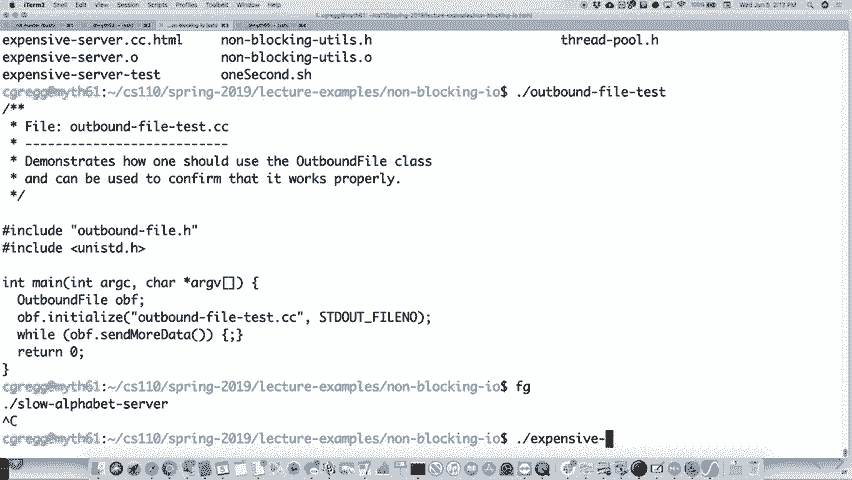 iTerm2 Shell Edit View Session Scripts Profiles Toolbelt Window Help
expensive-server.cc.html non-blocking-utils.h thread-pool.h
expensive-server.o non-blocking-utils.o
expensive-server-test oneSecond.sh
cgregg@myth61:~/cs110/spring-2019/lecture-examples/non-blocking-io$ ./outbound-file-test
/**
* File: outbound-file-test.cc
* ---------------------------
* Demonstrates how one should use the OutboundFile class
* and can be used to confirm that it works properly.
*/
#include "outbound-file.h"
#include <unistd.h>
int main(int argc, char *argv[]) {
OutboundFile obf;
obf.initialize("outbound-file-test.cc", STDOUT_FILENO);
while (obf.sendMoreData()) {;}
return 0;
}
cgregg@myth61:~/cs110/spring-2019/lecture-examples/non-blocking-io$ fg
./slow-alphabet-server
^C
cgregg@myth61:~/cs110/spring-2019/lecture-examples/non-blocking-io$ ./expensive-